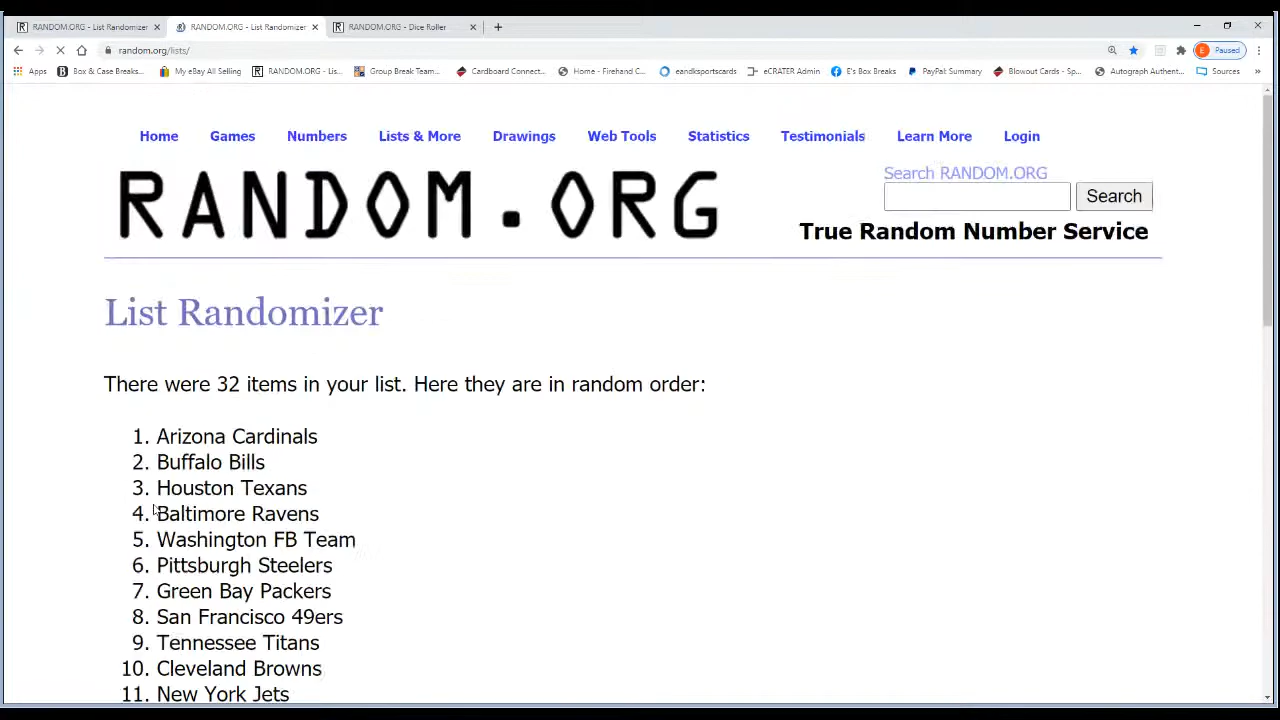 RANDOM.ORG - List Randomizer
RANDOM.ORG - List Randomizer
RANDOM.ORG - Dice Roller
random.org/lists/
E Paused
Apps
Box & Case Breaks...
My eBay All Selling
RANDOM.ORG - Lis...
Group Break Team...
Cardboard Connect...
Home - Firehand C...
eandksportscards
eCRATER Admin
E's Box Breaks
PayPal: Summary
Blowout Cards - Sp...
Autograph Authent...
Sources
»
Home Games Numbers Lists & More Drawings Web Tools Statistics Testimonials Learn More Login
RANDOM.ORG
Search RANDOM.ORG
Search
True Random Number Service
List Randomizer
There were 32 items in your list. Here they are in random order:
1. Arizona Cardinals
2. Buffalo Bills
3. Houston Texans
4. Baltimore Ravens
5. Washington FB Team
6. Pittsburgh Steelers
7. Green Bay Packers
8. San Francisco 49ers
9. Tennessee Titans
10. Cleveland Browns
11. New York Jets